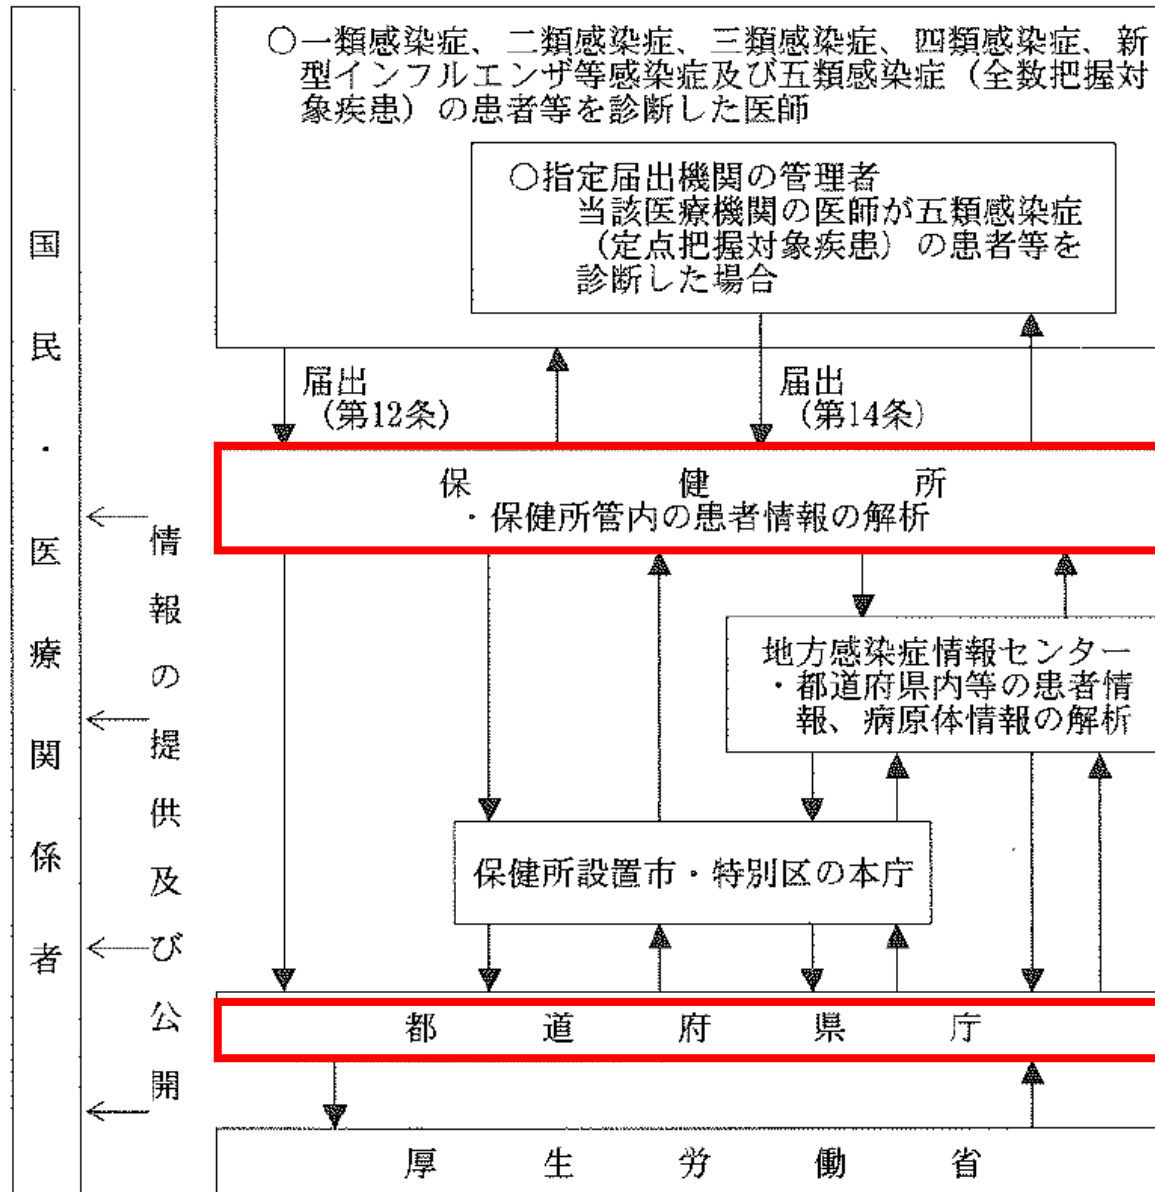 ○一類感染症、二類感染症、三類感染症、四類感染症、新
型インフルエンザ等感染症及び五類感染症（全数把握対
象疾患）の患者等を診断した医師
○指定届出機関の管理者
当該医療機関の医師が五類感染症
（定点把握対象疾患）の患者等を
診断した場合
届出
（第12条）
届出
（第14条）
保健所
・保健所管内の患者情報の解析
地方感染症情報センター
・都道府県内等の患者情
報、病原体情報の解析
保健所設置市・特別区の本庁
都道府県庁
厚生労働省
情報の提供及び公開
国民・医療関係者